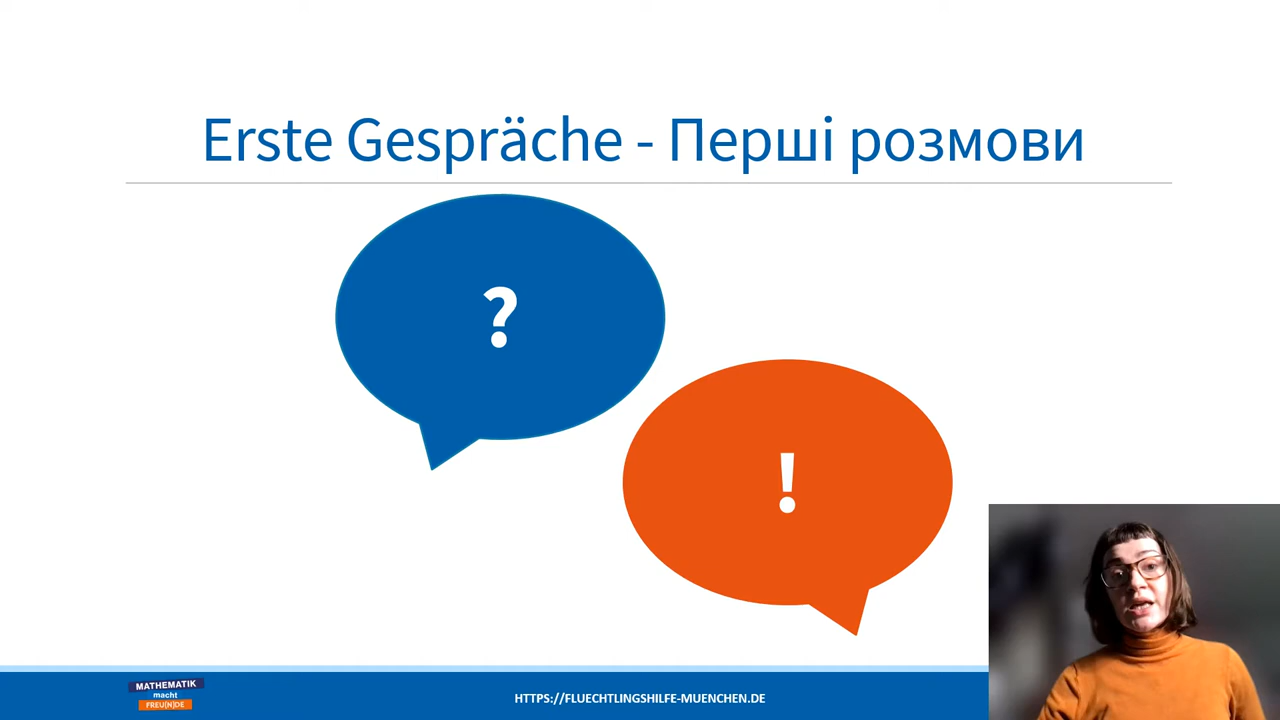 Erste Gespräche - Перші розмови
?
!
MATHEMATIK
macht
FREU(N)DE
HTTPS://FLUECHTLINGSHILFE-MUENCHEN.DE